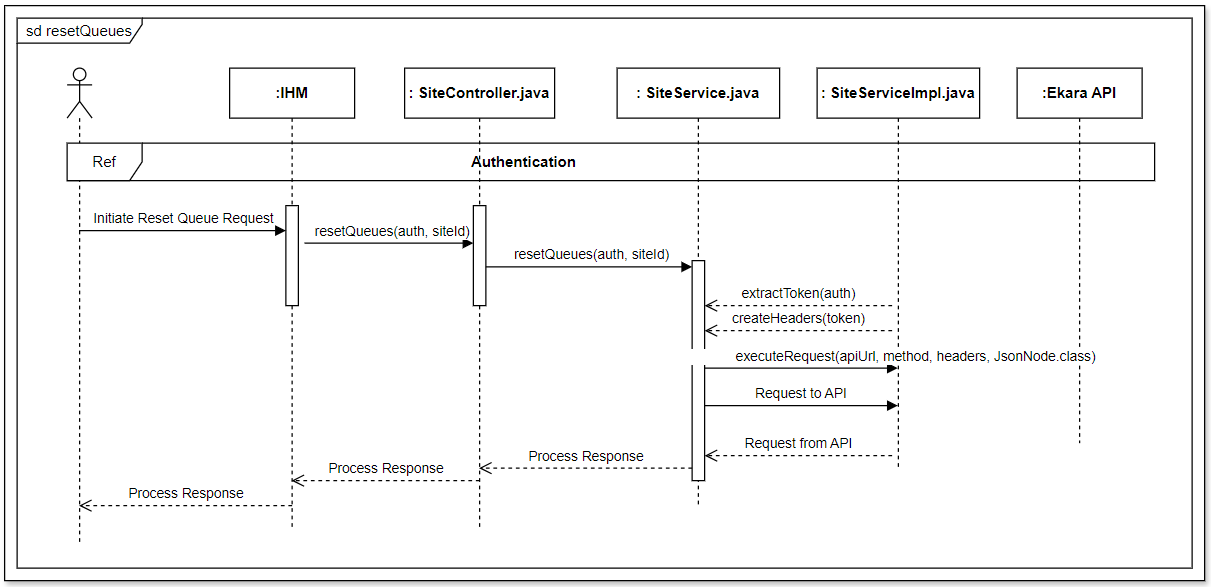 sd resetQueues
:IHM
: SiteController.java
: SiteService.java
: SiteServiceImpl.java
:Ekara API
Ref
Authentication
Initiate Reset Queue Request
resetQueues(auth, siteId)
resetQueues(auth, siteId)
extractToken(auth)
createHeaders(token)
executeRequest(apiUrl, method, headers, JsonNode.class)
Request to API
Request from API
Process Response
Process Response
Process Response